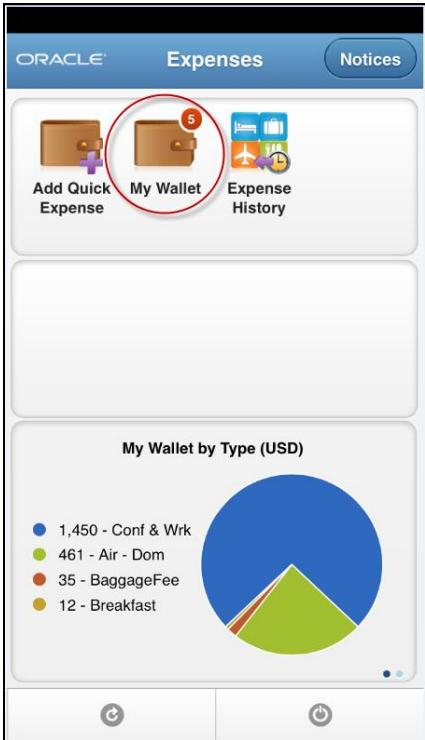 ORACLE
Expenses
Notices
5
Add Quick
Expense
My Wallet
Expense
History
My Wallet by Type (USD)
1,450 - Conf & Wrk
461 - Air - Dom
35 - BaggageFee
12 - Breakfast